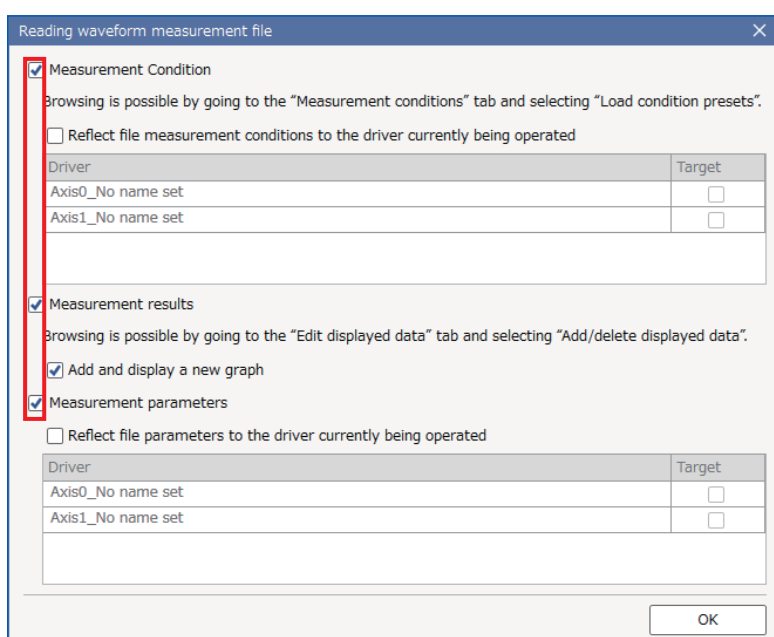 Reading waveform measurement file
Measurement Condition
Browsing is possible by going to the “Measurement conditions” tab and selecting “Load condition presets”.
Reflect file measurement conditions to the driver currently being operated
Driver Target
Axis0_No name set
Axis1_No name set
Measurement results
Browsing is possible by going to the “Edit displayed data” tab and selecting “Add/delete displayed data”.
Add and display a new graph
Measurement parameters
Reflect file parameters to the driver currently being operated
Driver Target
Axis0_No name set
Axis1_No name set
OK